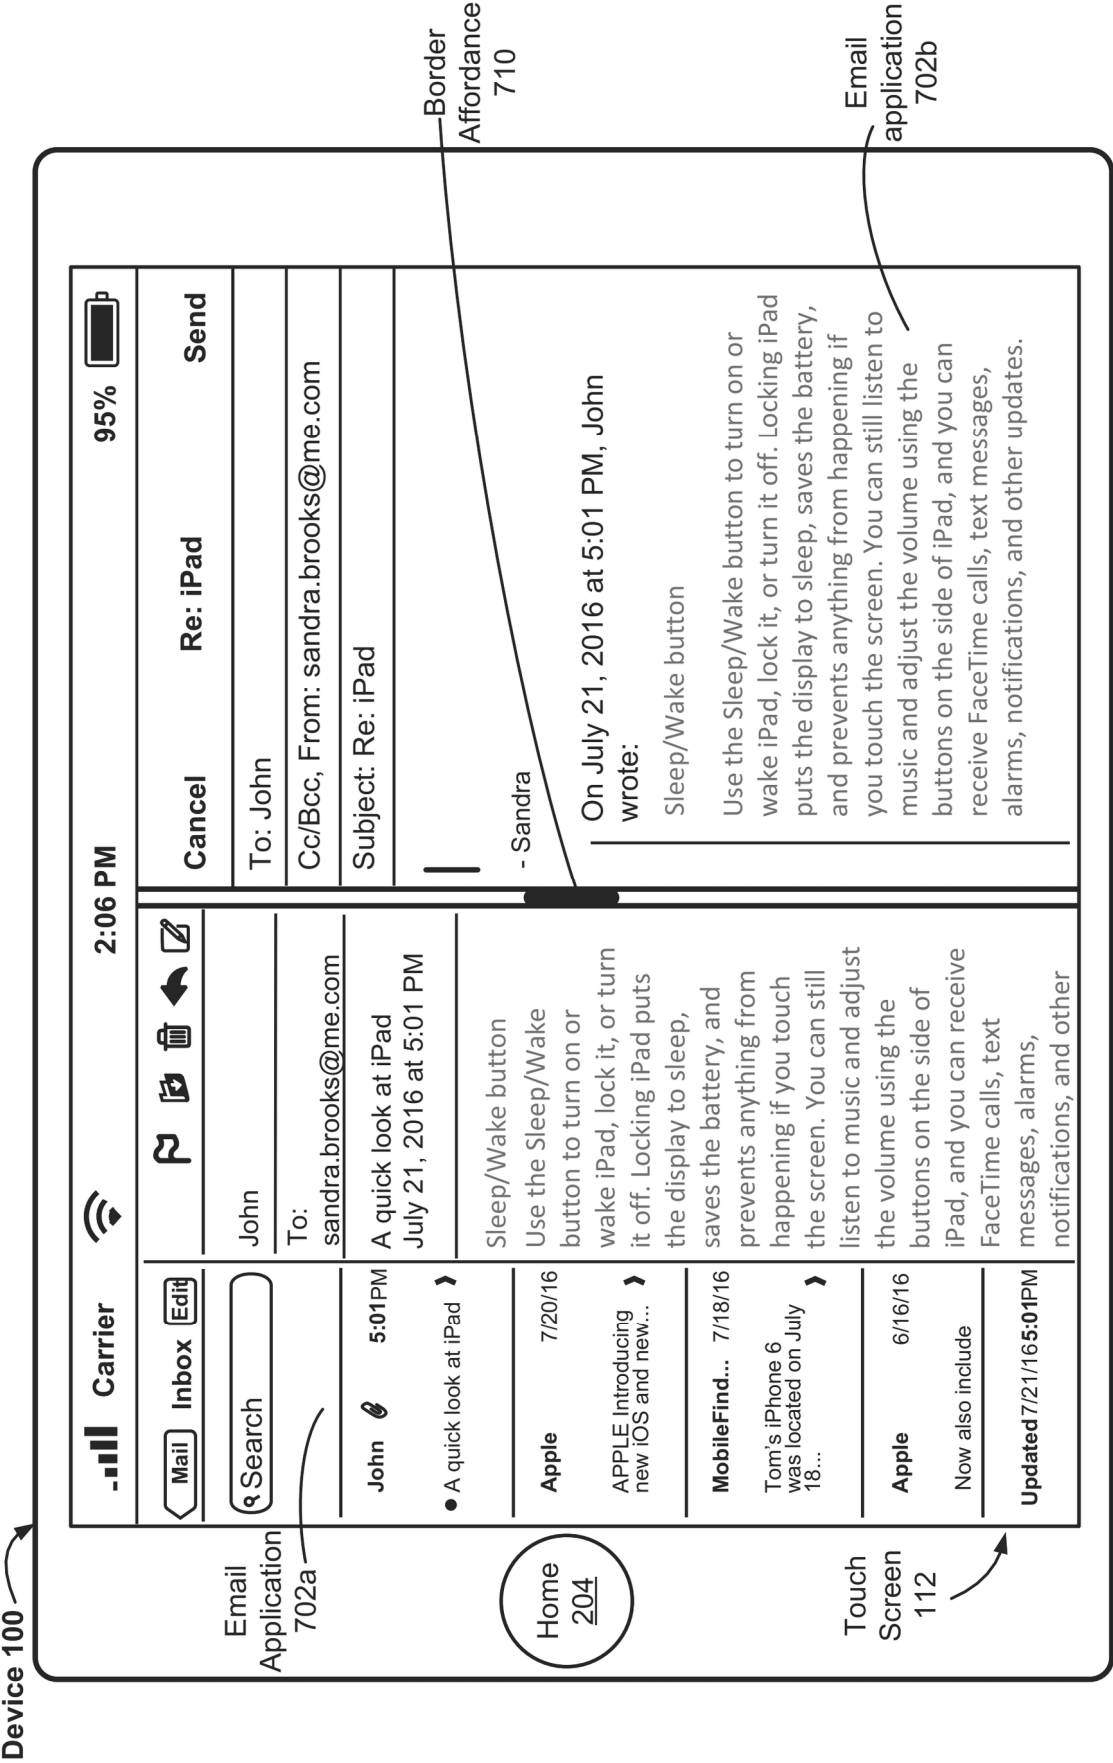 Device 100
Carrier
2:06 PM
95%
Email
Application
702a
Home
204
Touch
Screen
112
Mail
Inbox
Edit
Search
John
5:01PM
● A quick look at iPad
Apple
7/20/16
APPLE Introducing
new iOS and new...
MobileFind...
7/18/16
Tom's iPhone 6
was located on July
18...
Apple
6/16/16
Now also include
Updated 7/21/16 5:01PM
John
To:
sandra.brooks@me.com
A quick look at iPad
July 21, 2016 at 5:01 PM
Sleep/Wake button
Use the Sleep/Wake
button to turn on or
wake iPad, lock it, or turn
it off. Locking iPad puts
the display to sleep,
saves the battery, and
prevents anything from
happening if you touch
the screen. You can still
listen to music and adjust
the volume using the
buttons on the side of
iPad, and you can receive
FaceTime calls, text
messages, alarms,
notifications, and other
Cancel
Re: iPad
Send
To: John
Cc/Bcc, From: sandra.brooks@me.com
Subject: Re: iPad
- Sandra
On July 21, 2016 at 5:01 PM, John
wrote:
Sleep/Wake button
Use the Sleep/Wake button to turn on or
wake iPad, lock it, or turn it off. Locking iPad
puts the display to sleep, saves the battery,
and prevents anything from happening if
you touch the screen. You can still listen to
music and adjust the volume using the
buttons on the side of iPad, and you can
receive FaceTime calls, text messages,
alarms, notifications, and other updates.
Border
Affordance
710
Email
application
702b